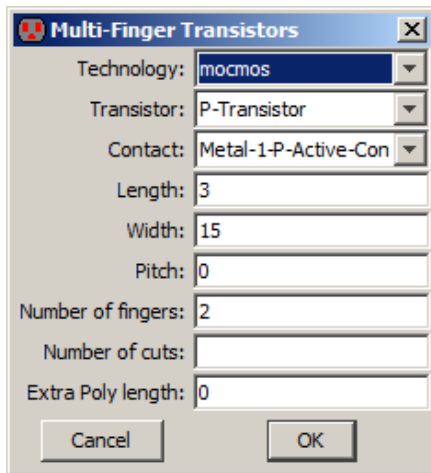 Multi-Finger Transistors
Technology: mocmos
Transistor: P-Transistor
Contact: Metal-1-P-Active-Con
Length: 3
Width: 15
Pitch: 0
Number of fingers: 2
Number of cuts:
Extra Poly length: 0
Cancel OK